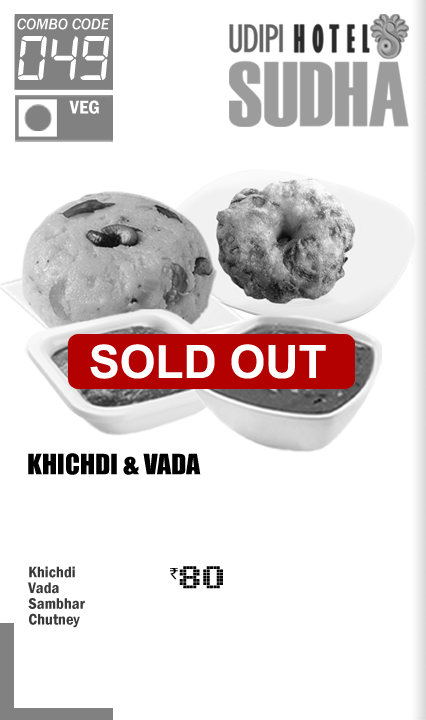 COMBO CODE
049
VEG
UDIPI HOTEL
SUDHA
SOLD OUT
KHICHDI & VADA
Khichdi
₹80
Vada
Sambhar
Chutney